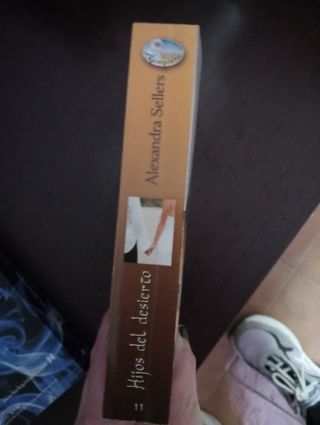 Alexandra Sellers
Hijos del desierto
11